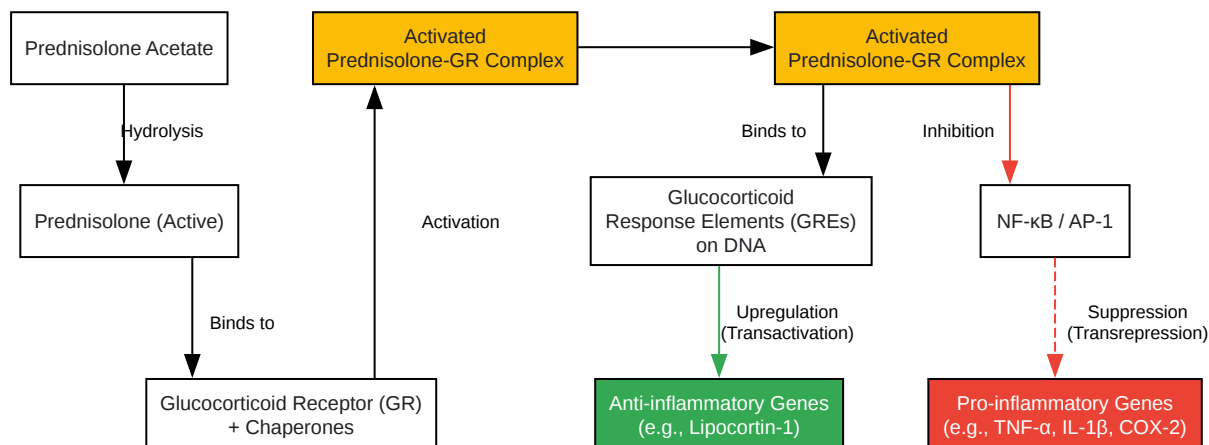 Prednisolone Acetate
Hydrolysis
Prednisolone (Active)
Binds to
Glucocorticoid Receptor (GR)
+ Chaperones
Activation
Activated
Prednisolone-GR Complex
Activated
Prednisolone-GR Complex
Binds to
Glucocorticoid
Response Elements (GREs)
on DNA
Upregulation
(Transactivation)
Anti-inflammatory Genes
(e.g., Lipocortin-1)
Inhibition
NF-κB / AP-1
Suppression
(Transrepression)
Pro-inflammatory Genes
(e.g., TNF-α, IL-1β, COX-2)